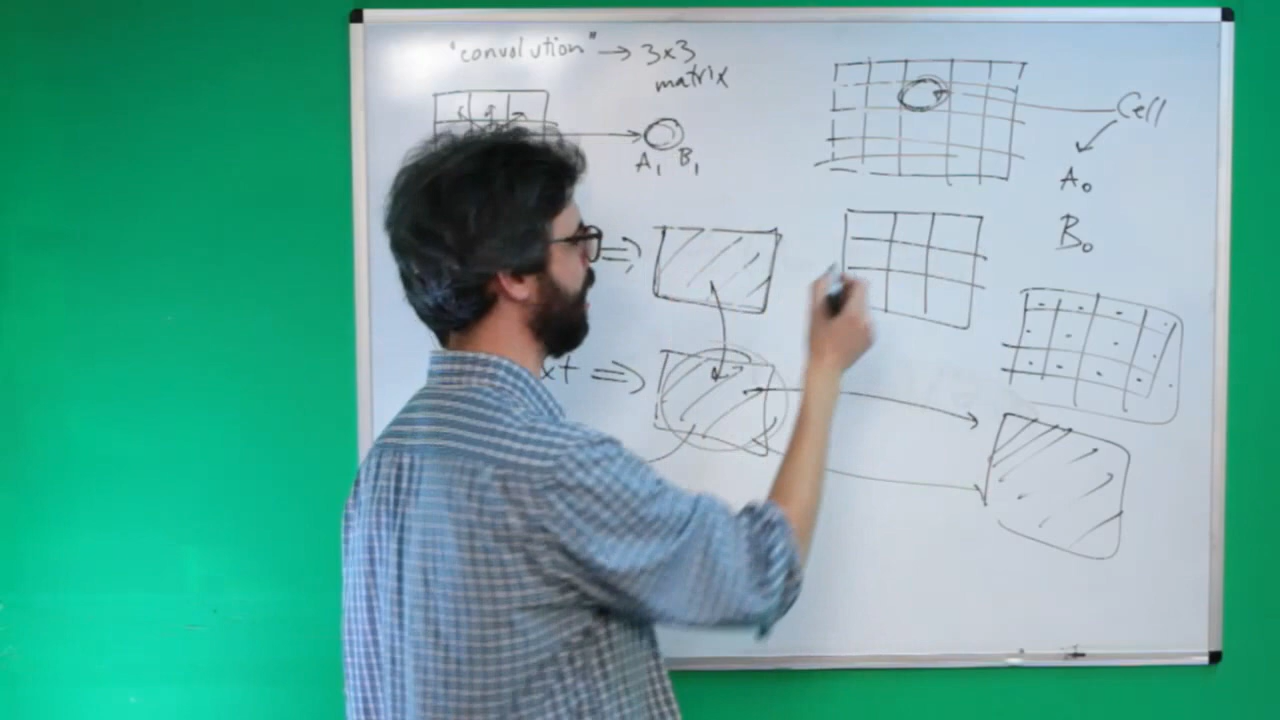 "convolution" → 3x3
matrix
Cell
A₁ B₁
A₀
B₀
xt ⇒